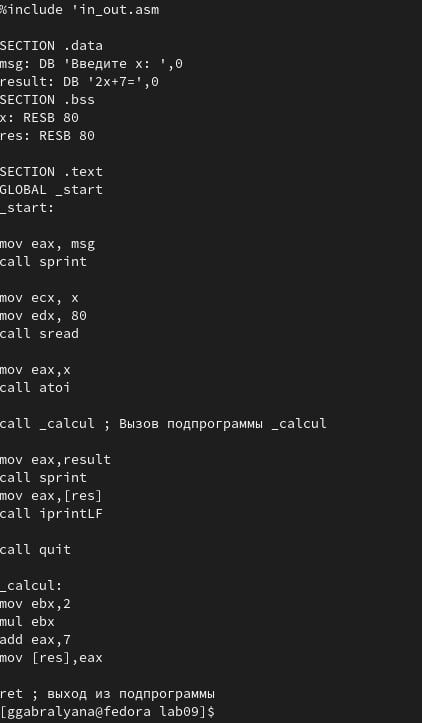 %include 'in_out.asm
SECTION .data
msg: DB 'Введите x: ',0
result: DB '2x+7=',0
SECTION .bss
x: RESB 80
res: RESB 80
SECTION .text
GLOBAL _start
_start:
mov eax, msg
call sprint
mov ecx, x
mov edx, 80
call sread
mov eax,x
call atoi
call _calcul ; Вызов подпрограммы _calcul
mov eax,result
call sprint
mov eax,[res]
call iprintLF
call quit
_calcul:
mov ebx,2
mul ebx
add eax,7
mov [res],eax
ret ; выход из подпрограммы
[ggabralyana@fedora lab09]$